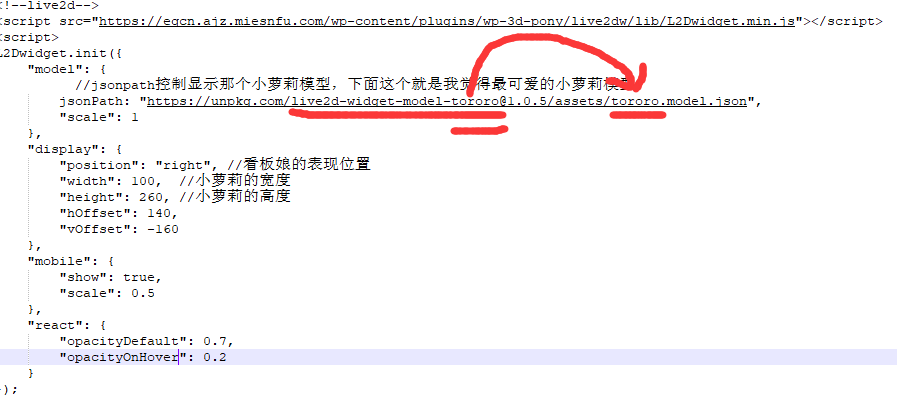 !--live2d-->
<script src="https://eqcn.ajz.miesnfu.com/wp-content/plugins/wp-3d-pony/live2dw/lib/L2Dwidget.min.js"></script>
<script>
L2Dwidget.init({
"model": {
//jsonpath控制显示那个小萝莉模型，下面这个就是我觉得最可爱的小萝莉模型
jsonPath: "https://unpkg.com/live2d-widget-model-tororo@1.0.5/assets/tororo.model.json",
"scale": 1
},
"display": {
"position": "right", //看板娘的表现位置
"width": 100, //小萝莉的宽度
"height": 260, //小萝莉的高度
"hOffset": 140,
"vOffset": -160
},
"mobile": {
"show": true,
"scale": 0.5
},
"react": {
"opacityDefault": 0.7,
"opacityOnHover": 0.2
}
});